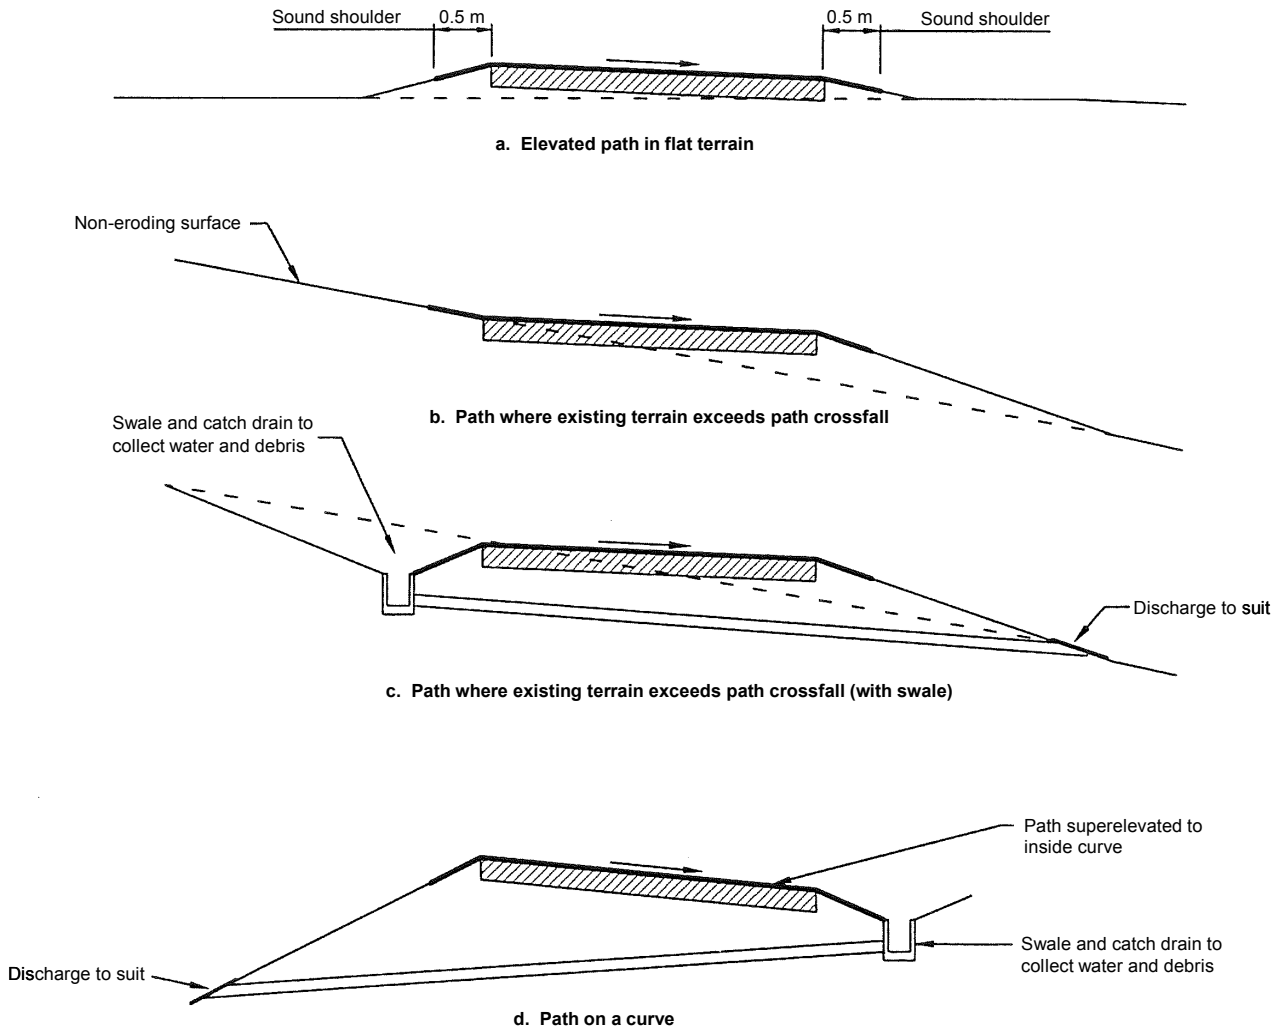 Sound shoulder 0.5 m 0.5 m Sound shoulder
a. Elevated path in flat terrain
Non-eroding surface
b. Path where existing terrain exceeds path crossfall
Swale and catch drain to
collect water and debris
Discharge to suit
c. Path where existing terrain exceeds path crossfall (with swale)
Path superelevated to
inside curve
Swale and catch drain to
collect water and debris
Discharge to suit
d. Path on a curve